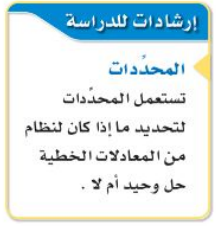 إرشادات للدراسة
المحدِّدات
تستعمل المحدِّدات
لتحديد ما إذا كان لنظام
من المعادلات الخطية
حل وحيد أم لا .